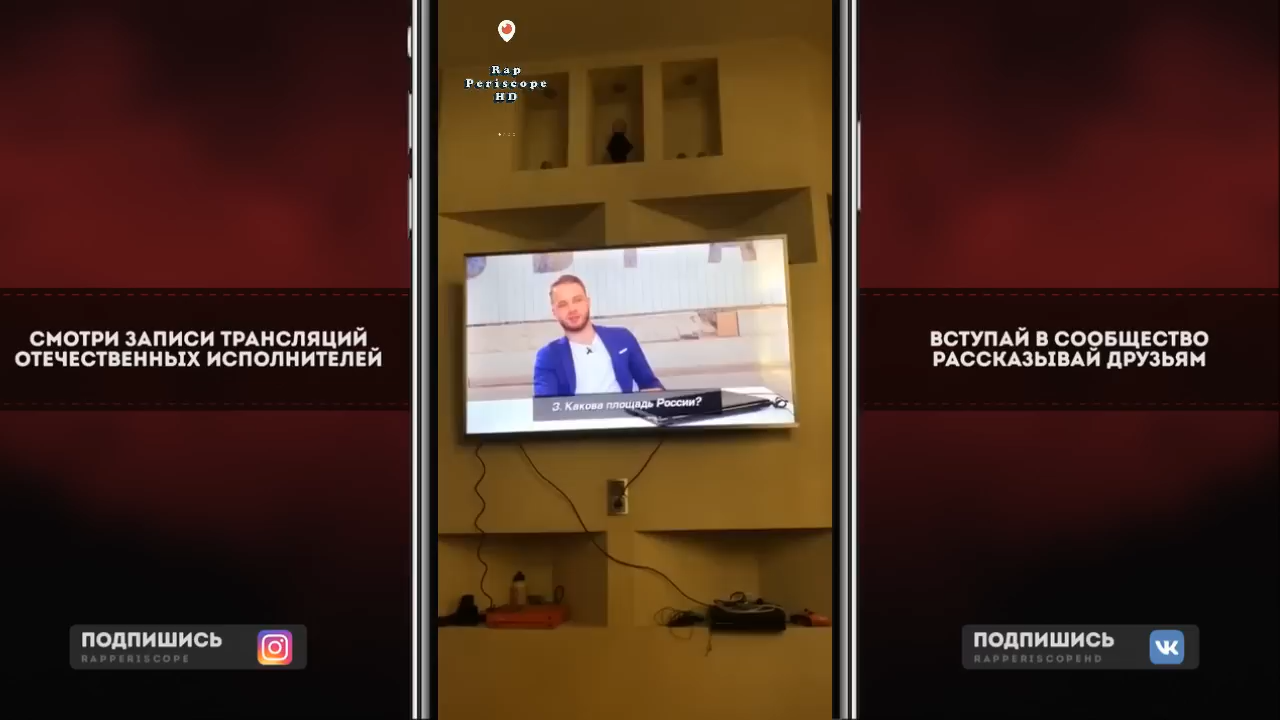 Rap
Periscope
HD
СМОТРИ ЗАПИСИ ТРАНСЛЯЦИЙ
ОТЕЧЕСТВЕННЫХ ИСПОЛНИТЕЛЕЙ
ВСТУПАЙ В СООБЩЕСТВО
РАССКАЗЫВАЙ ДРУЗЬЯМ
3. Какова площадь России?
ПОДПИШИСЬ
RAPPERISCOPE
ПОДПИШИСЬ
RAPPERISCOPEHD